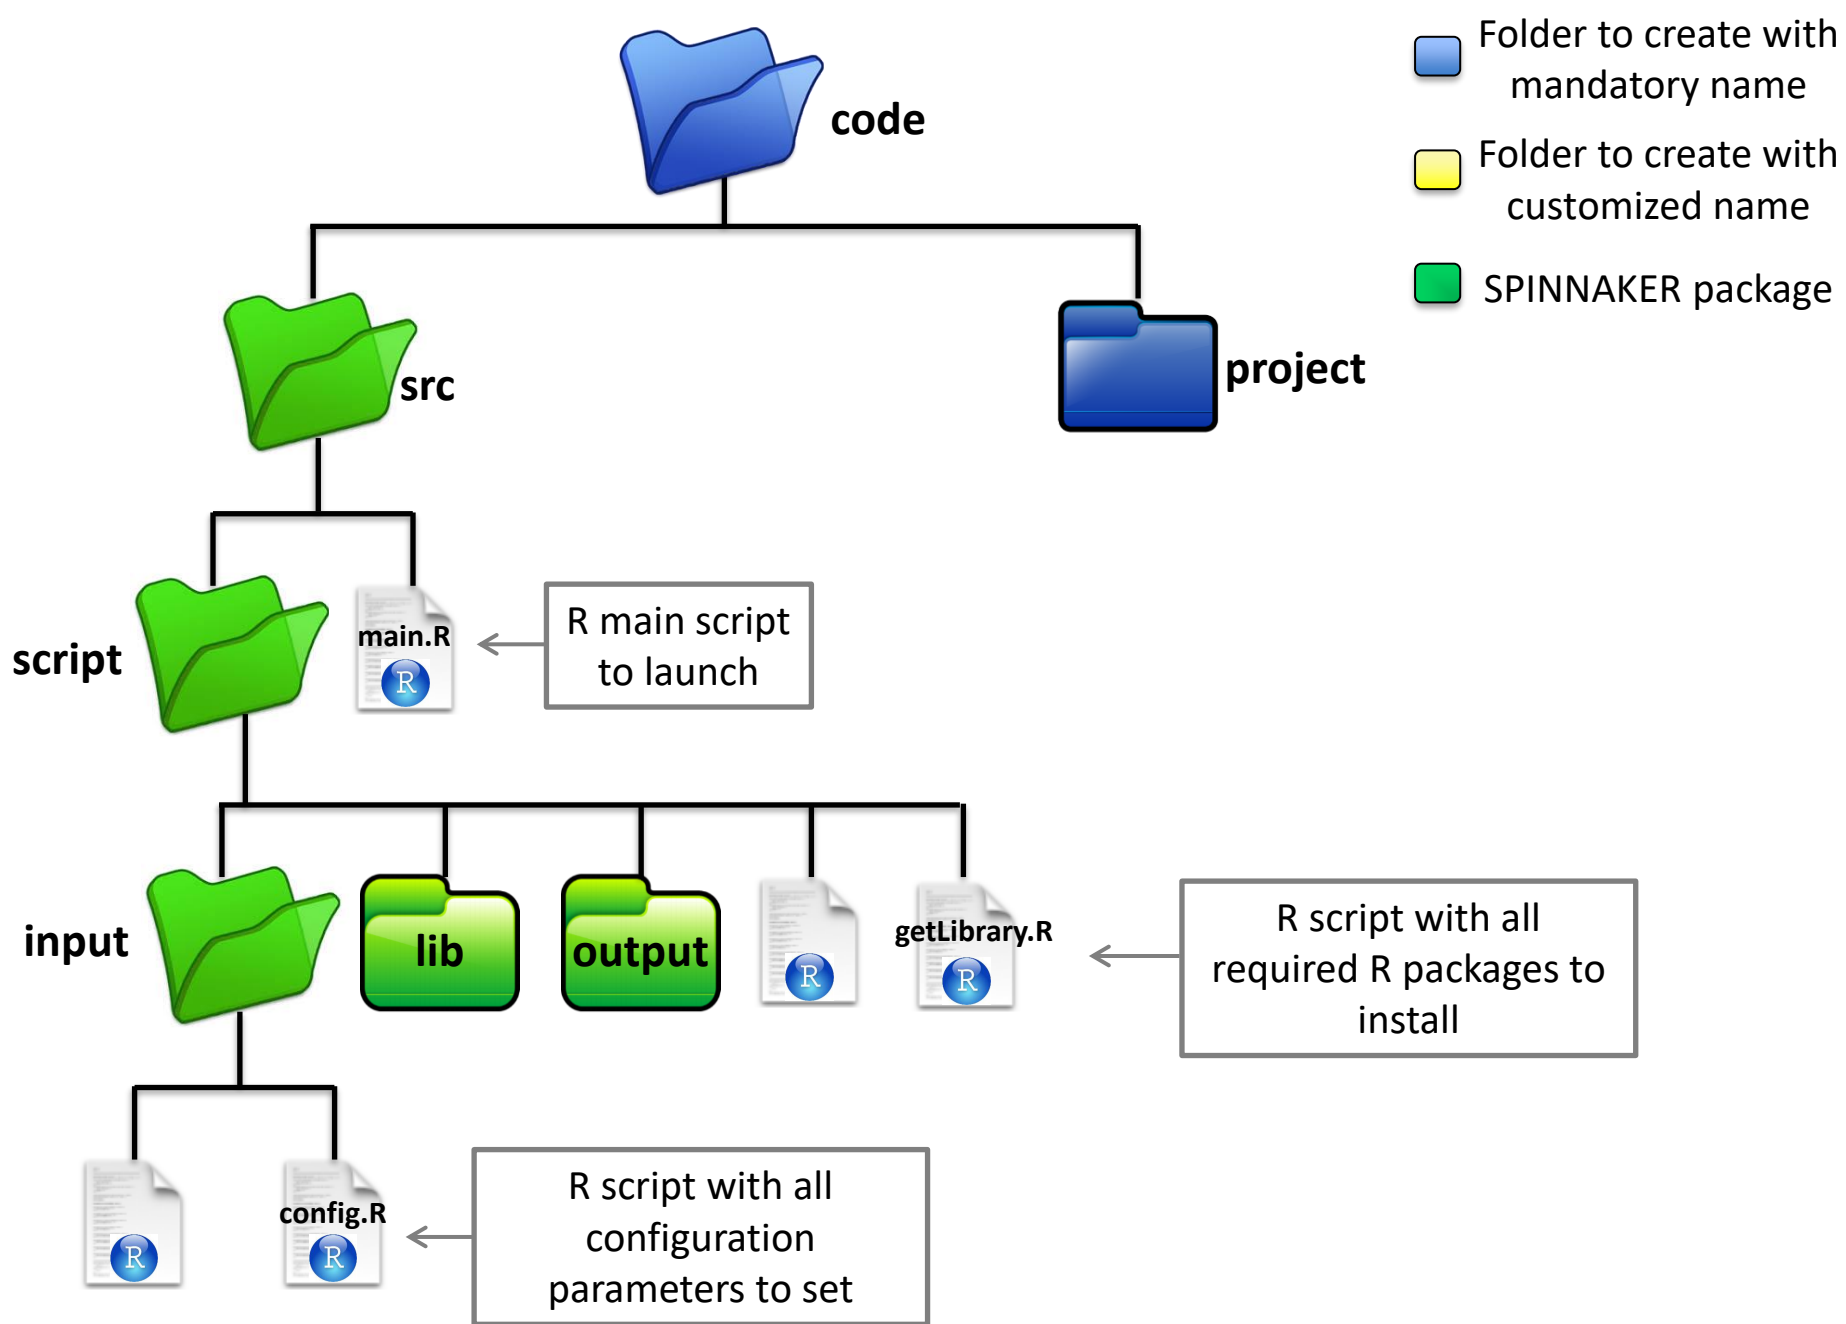 Folder to create with
mandatory name
code
Folder to create with
customized name
SPINNAKER package
src
project
script
main.R
R
R main script
to launch
input
lib
output
R
getLibrary.R
R
R script with all
required R packages to
install
R
config.R
R
R script with all
configuration
parameters to set